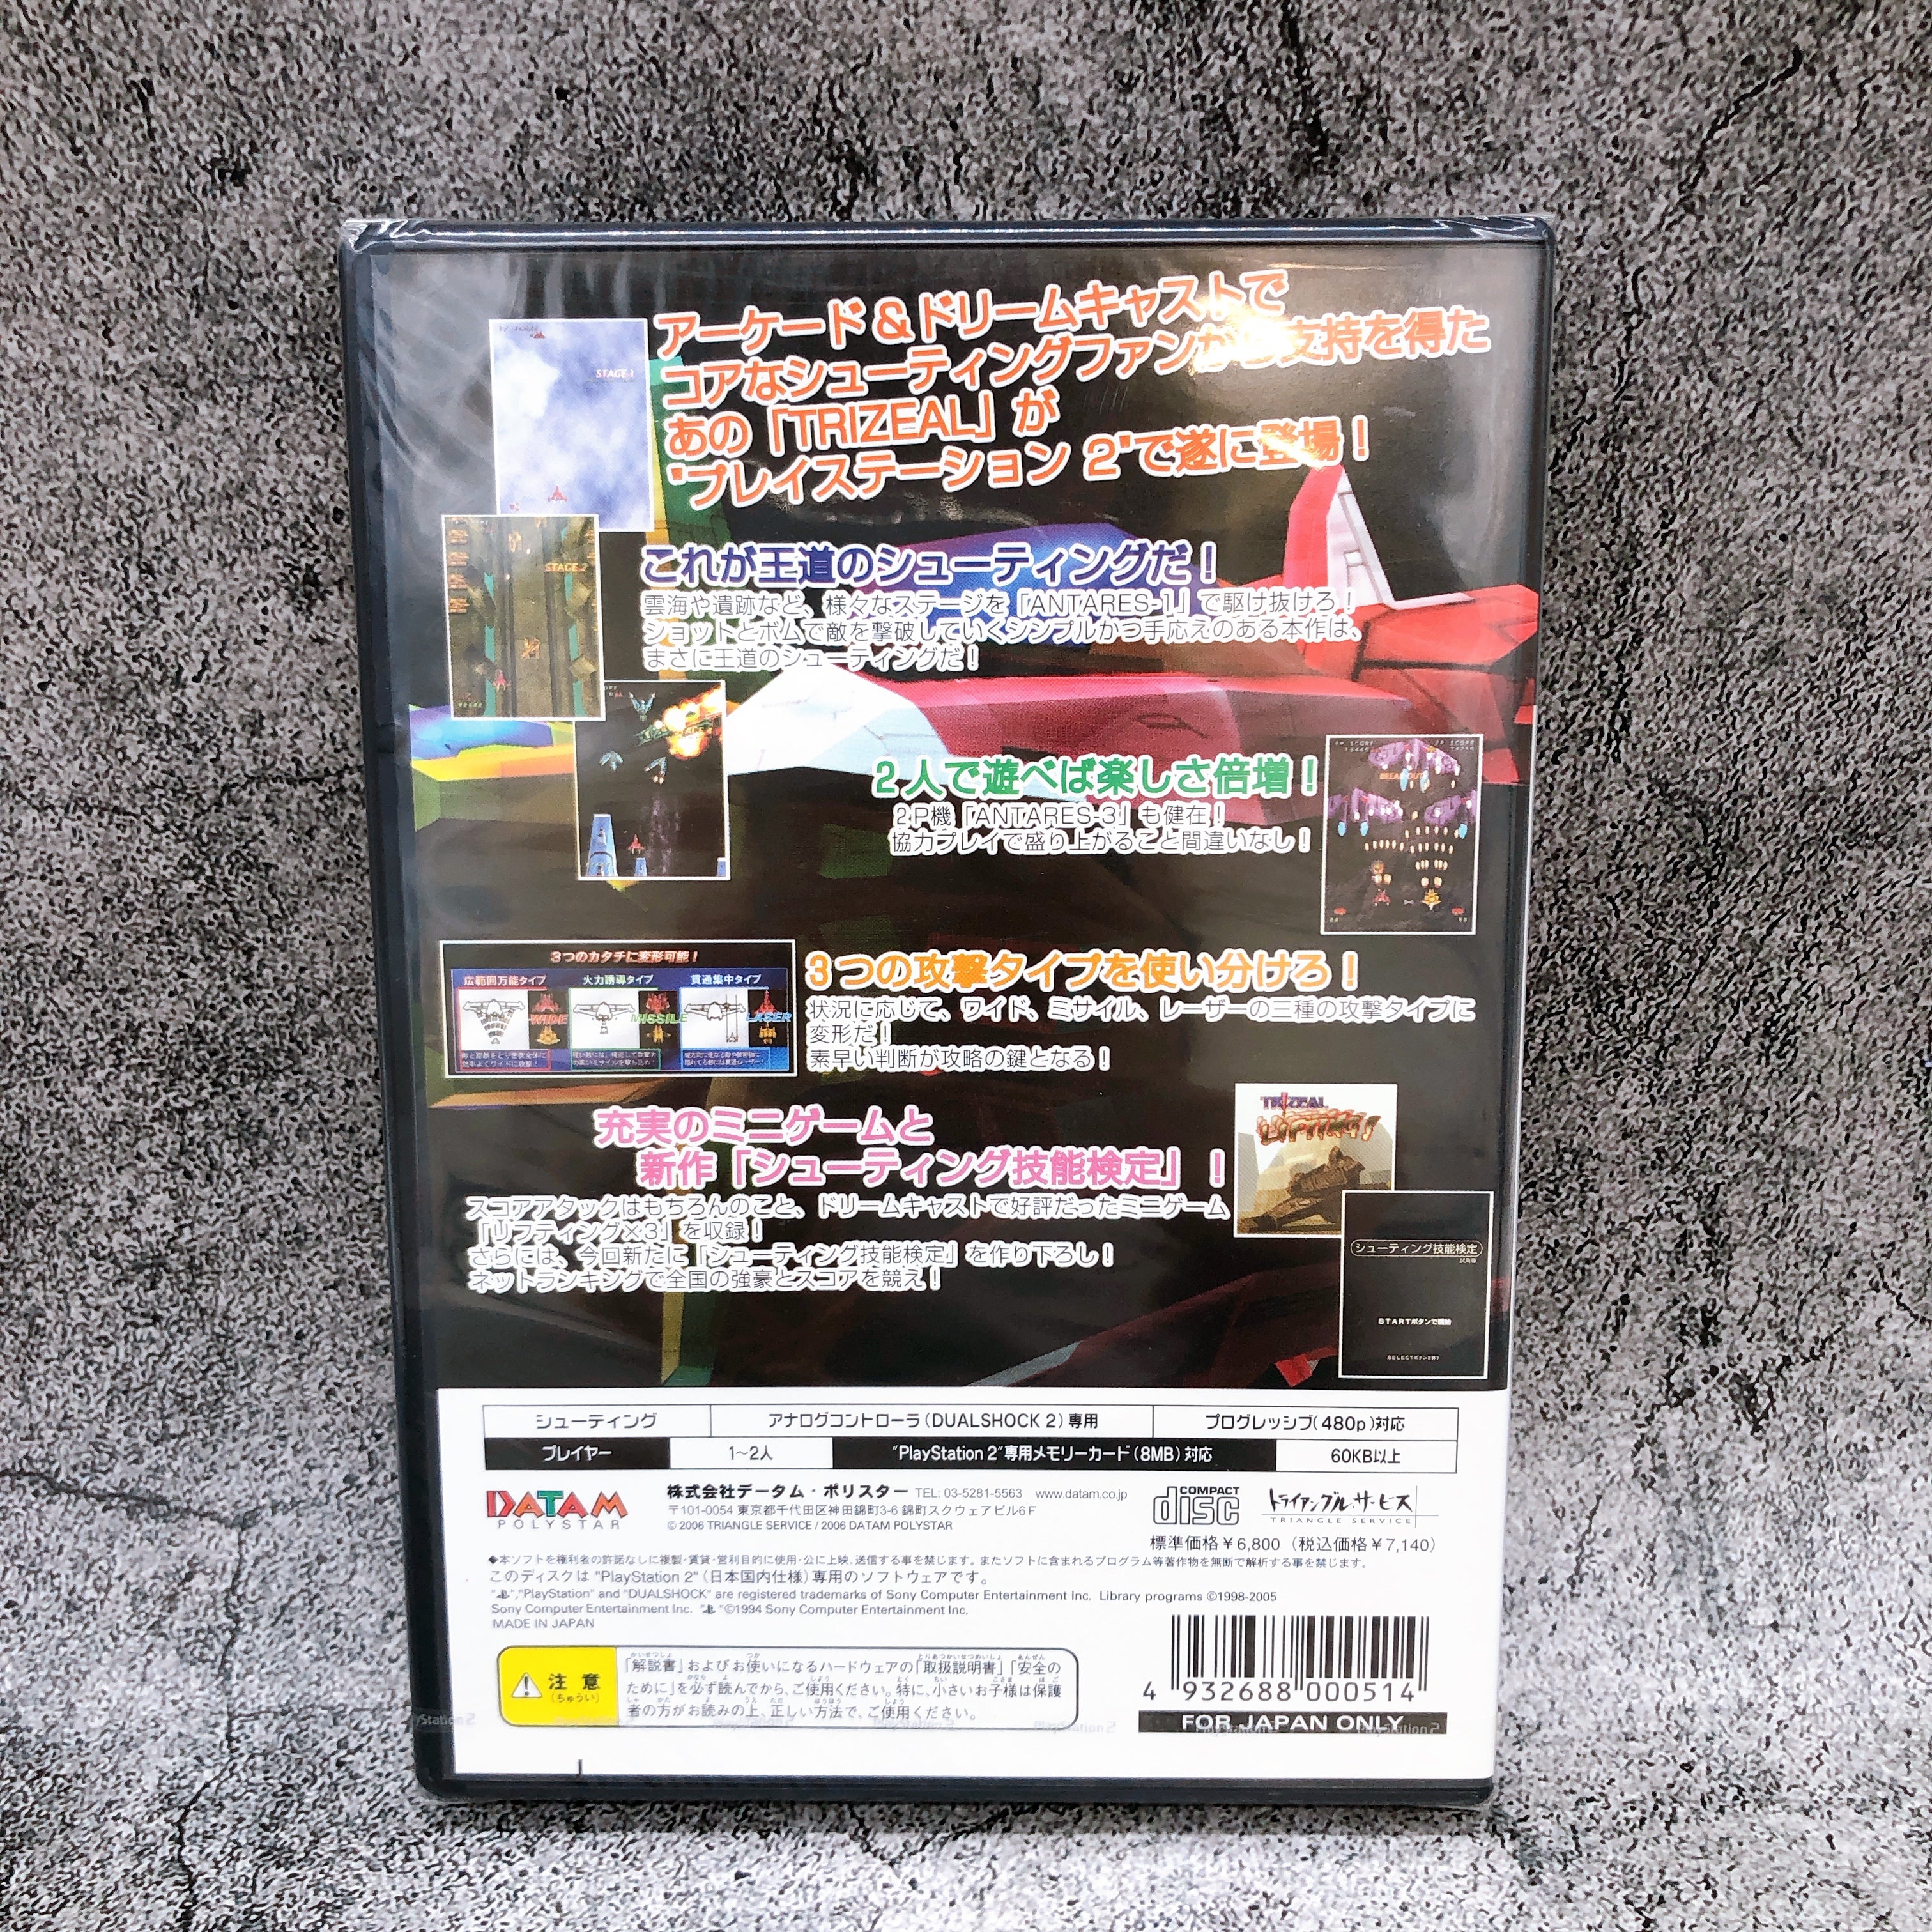 アーケード&ドリームキャストで
コアなシューティングファンから支持を得た
あの「TRIZEAL」が
"プレイステーション 2"で遂に登場！
STAGE 1
STAGE 2
これが王道のシューティングだ！
雲海や遺跡など、様々なステージを「ANTARES-1」で駆け抜けろ！
ショットとボムで敵を撃破していくシンプルかつ手応えのある本作は、
まさに王道のシューティングだ！
2人で遊べば楽しさ倍増！
2P機「ANTARES-3」も健在！
協力プレイで盛り上がること間違いなし！
3つのカタチに変形可能！
広範囲万能タイプ
火力誘導タイプ
貫通集中タイプ
WIDE
MISSILE
LASER
3つの攻撃タイプを使い分けろ！
状況に応じて、ワイド、ミサイル、レーザーの三種の攻撃タイプに
変形だ！
素早い判断が攻略の鍵となる！
充実のミニゲームと
新作「シューティング技能検定」！
スコアアタックはもちろんのこと、ドリームキャストで好評だったミニゲーム
「リフティング×3」を収録！
さらには、今回新たに「シューティング技能検定」を作り下ろし！
ネットランキングで全国の強豪とスコアを競え！
TRIZEAL
シューティング技能検定
STARTボタンで開始
SELECTボタンで終了
シューティング
アナログコントローラ(DUALSHOCK 2)専用
プログレッシブ(480p)対応
プレイヤー
1~2人
"PlayStation 2"専用メモリーカード(8MB)対応
60KB以上
DATAM
POLYSTAR
株式会社データム・ポリスター TEL: 03-5281-5563 www.datam.co.jp
〒101-0054 東京都千代田区神田錦町3-6 錦町スクウェアビル6F
© 2006 TRIANGLE SERVICE / 2006 DATAM POLYSTAR
COMPACT
disc
トライアングル・サービス
TRIANGLE SERVICE
標準価格￥6,800（税込価格￥7,140）
◆本ソフトを権利者の許諾なしに複製・賃貸・営利目的に使用・公に上映、送信する事を禁じます。またソフトに含まれるプログラム等著作物を無断で解析する事を禁じます。
このディスクは "PlayStation 2"(日本国内仕様)専用のソフトウェアです。
" ","PlayStation" and "DUALSHOCK" are registered trademarks of Sony Computer Entertainment Inc. Library programs ©1998-2005
Sony Computer Entertainment Inc. " "©1994 Sony Computer Entertainment Inc.
MADE IN JAPAN
注意
(ちゅうい)
「解説書」およびお使いになるハードウェアの「取扱説明書」「安全の
ために」を必ず読んでから、ご使用ください。特に、小さいお子様は保護
者の方がお読みの上、正しい方法で、ご使用ください。
4 932688 000514
FOR JAPAN ONLY